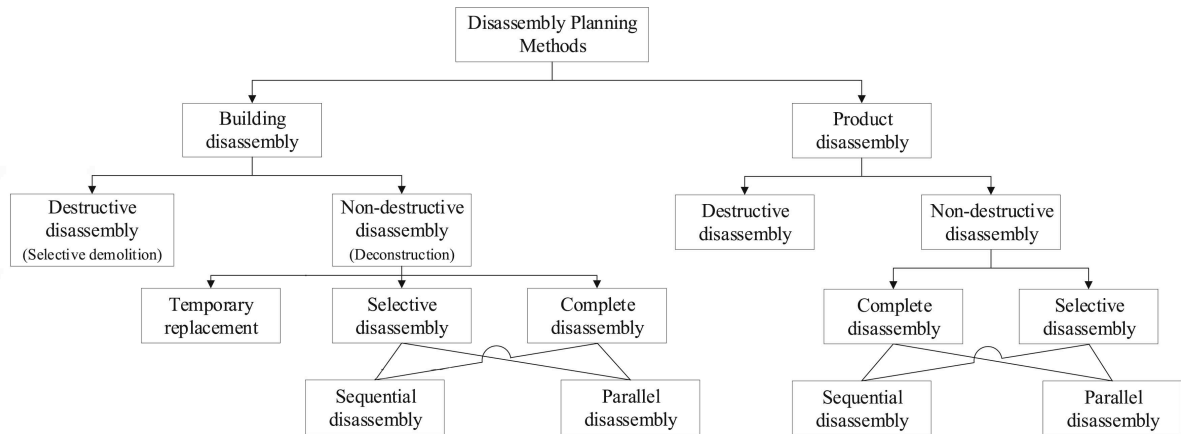 Disassembly Planning
Methods
Building
disassembly
Product
disassembly
Destructive
disassembly
(Selective demolition)
Non-destructive
disassembly
(Deconstruction)
Destructive
disassembly
Non-destructive
disassembly
Temporary
replacement
Selective
disassembly
Complete
disassembly
Complete
disassembly
Selective
disassembly
Sequential
disassembly
Parallel
disassembly
Sequential
disassembly
Parallel
disassembly